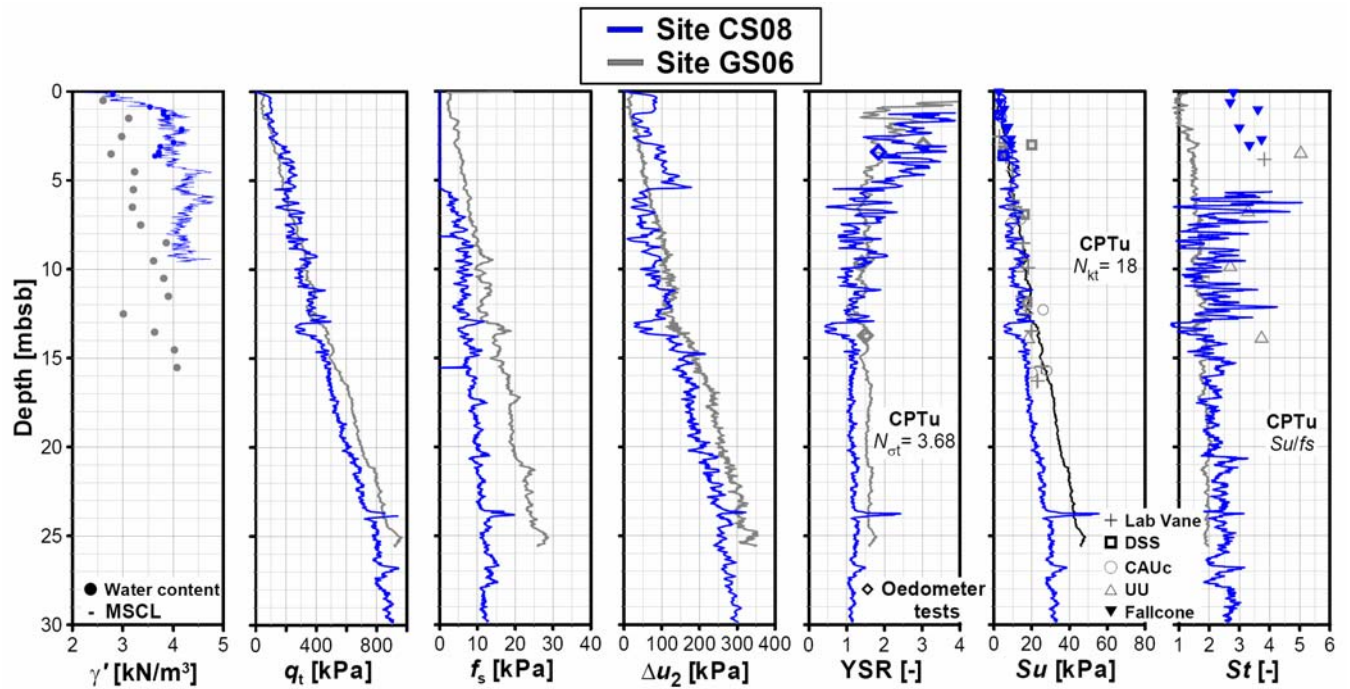 Site CS08
Site GS06
Depth [mbsb]
0
5
10
15
20
25
30
Water content
MSCL
2 3 4 5
γ′ [kN/m³]
0 400 800
qt (kPa)
0 10 20 30 40
fs [kPa]
0 100 200 300 400
Δu2 (kPa)
CPTu
Nσt= 3.68
Oedometer
tests
0 1 2 3 4
YSR [-]
CPTu
Nkt= 18
Lab Vane
DSS
CAUc
UU
Fallcone
0 20 40 60 80
Su [kPa]
CPTu
Su/fs
1 2 3 4 5 6
St [-]